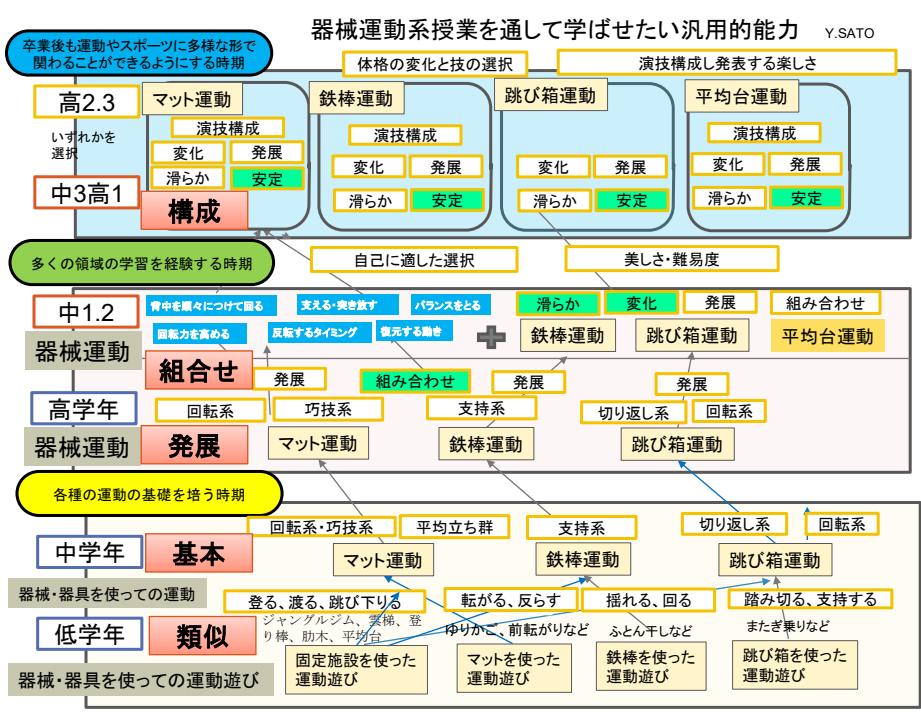 器械運動系授業を通して学ばせたい汎用的能力
Y.SATO
卒業後も運動やスポーツに多様な形で
関わることができるようにする時期
体格の変化と技の選択
演技構成し発表する楽しさ
高2.3
マット運動
鉄棒運動
跳び箱運動
平均台運動
いずれかを
選択
演技構成
演技構成
演技構成
変化
発展
変化
発展
変化
発展
変化
発展
滑らか
安定
滑らか
安定
滑らか
安定
滑らか
安定
中3高1
構成
多くの領域の学習を経験する時期
自己に適した選択
美しさ・難易度
中1.2
背中を順々につけて回る
支える・突き放す
バランスをとる
滑らか
変化
発展
組み合わせ
回転力を高める
反転するタイミング
復元する動き
鉄棒運動
跳び箱運動
平均台運動
器械運動
組合せ
発展
組み合わせ
発展
発展
高学年
回転系
巧技系
支持系
切り返し系
回転系
器械運動
発展
マット運動
鉄棒運動
跳び箱運動
各種の運動の基礎を培う時期
回転系・巧技系
平均立ち群
支持系
切り返し系
回転系
中学年
基本
マット運動
鉄棒運動
跳び箱運動
器械・器具を使っての運動
登る、渡る、跳び下りる
転がる、反らす
揺れる、回る
踏み切る、支持する
低学年
類似
ジャングルジム、雲梯、登
り棒、肋木、平均台
ゆりかご、前転がりなど
ふとん干しなど
またぎ乗りなど
器械・器具を使っての運動遊び
固定施設を使った
運動遊び
マットを使った
運動遊び
鉄棒を使った
運動遊び
跳び箱を使った
運動遊び